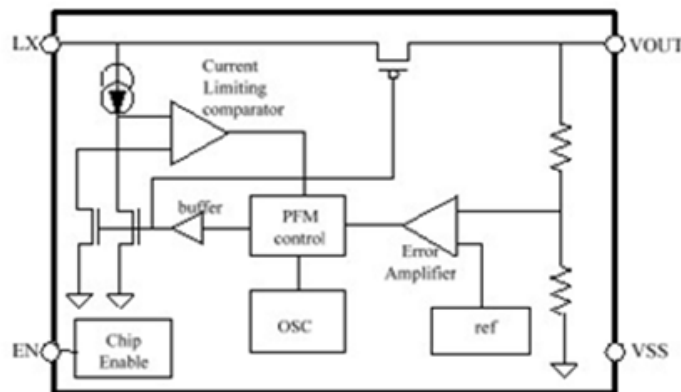 LX
VOUT
Current
Limiting
comparator
buffer
PFM
control
Error
Amplifier
OSC
ref
EN
Chip
Enable
VSS